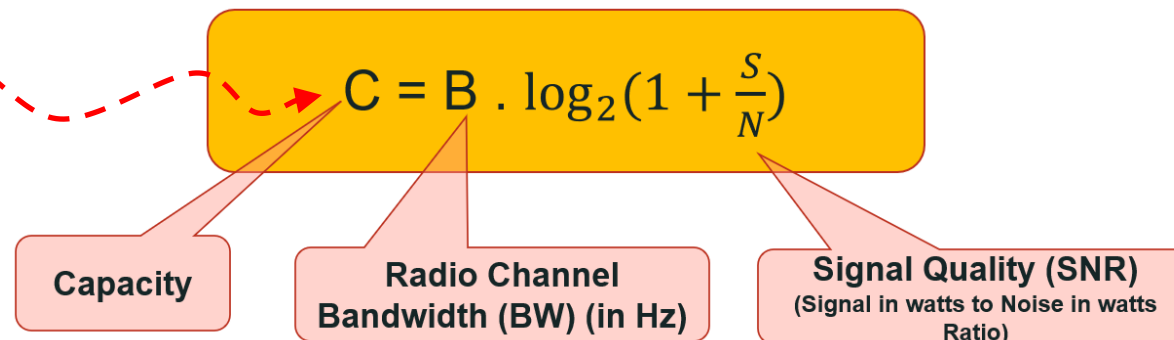 C = B . log₂(1 + S/N)
Capacity
Radio Channel
Bandwidth (BW) (in Hz)
Signal Quality (SNR)
(Signal in watts to Noise in watts
Ratio)